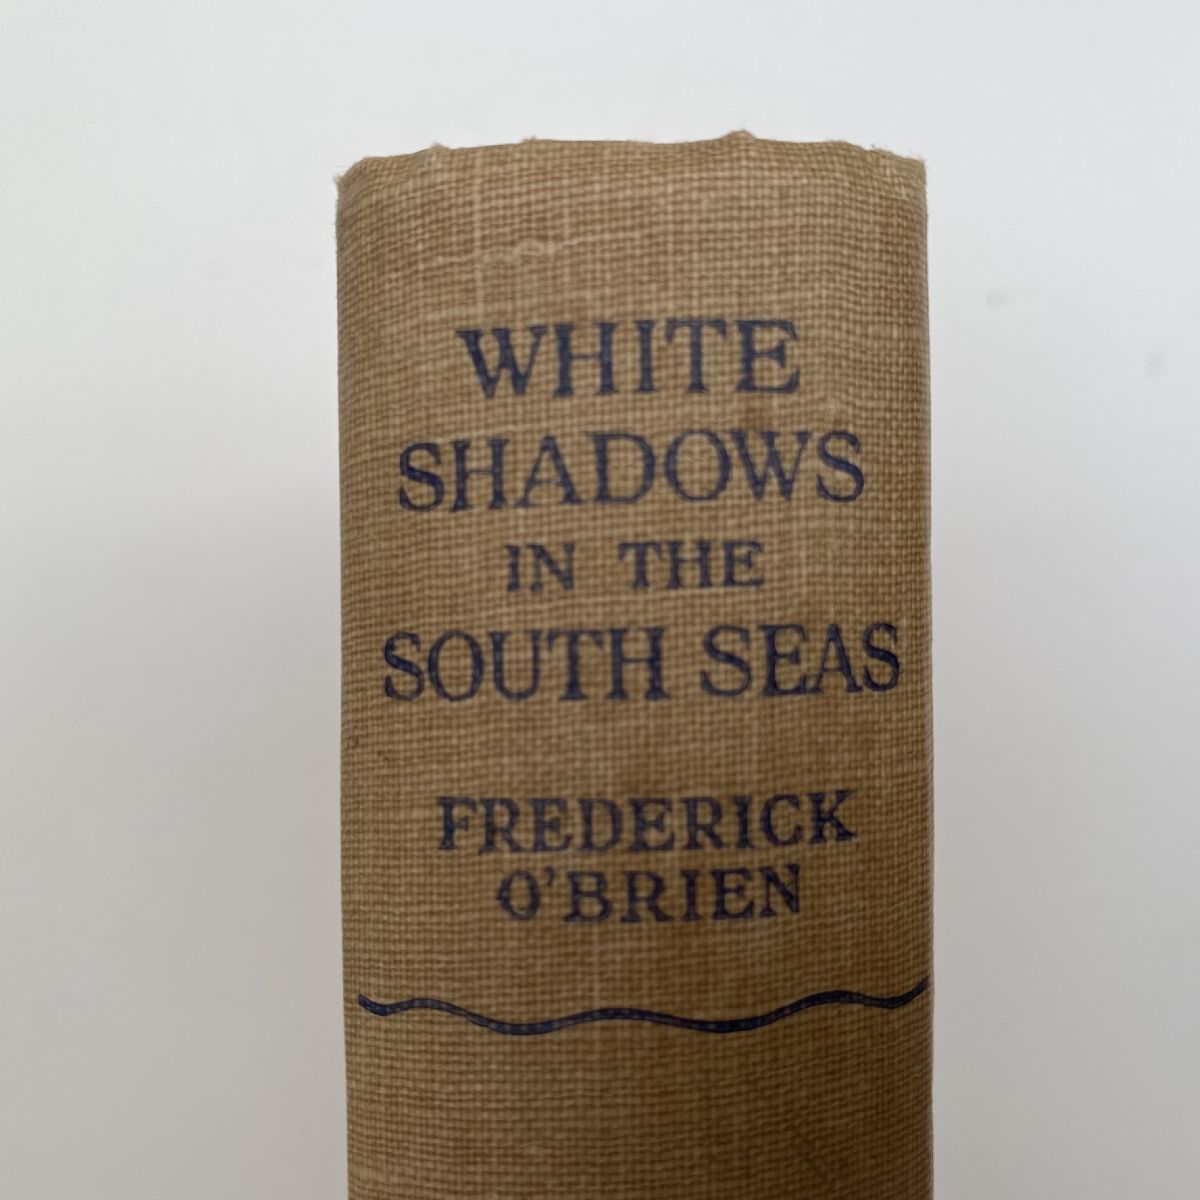 WHITE
SHADOWS
IN THE
SOUTH SEAS
FREDERICK
O'BRIEN